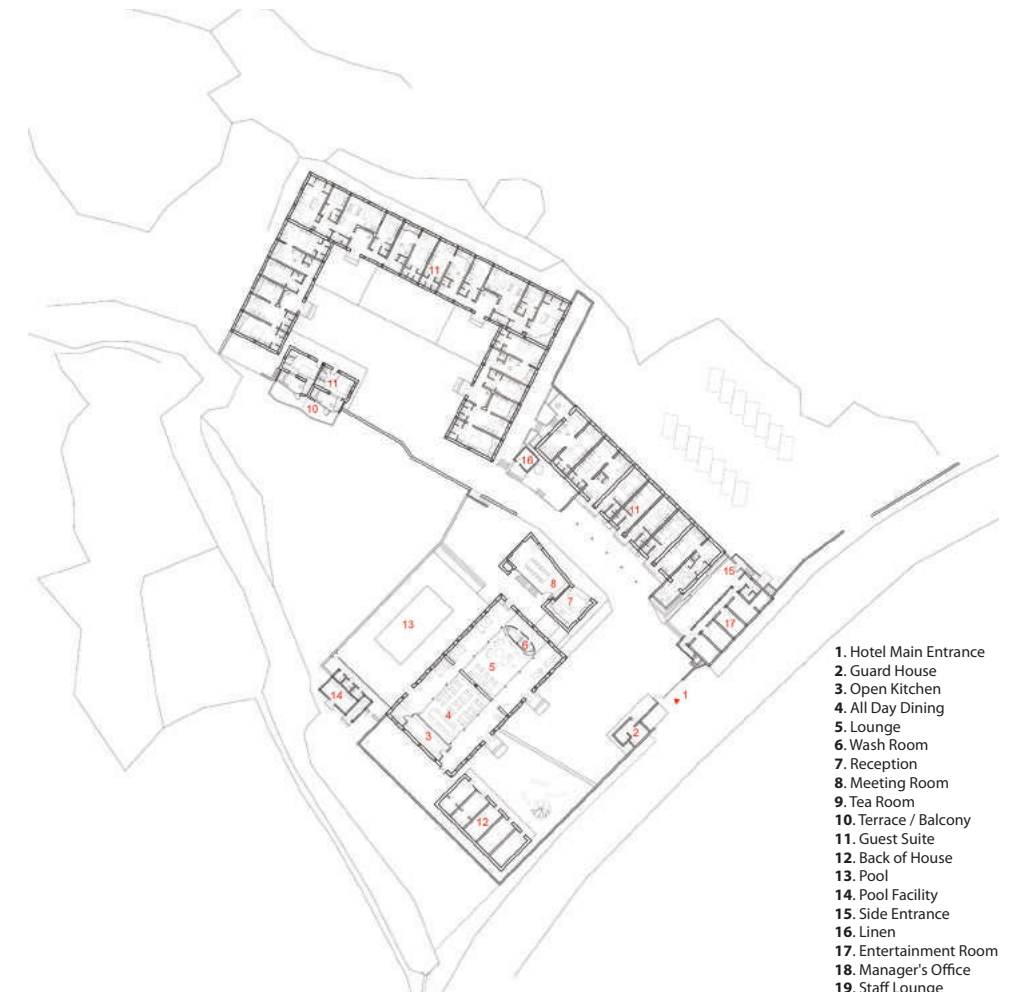 11
11
10
16
11
15
8
7
17
13
6
5
14
4
1
3
2
12
1. Hotel Main Entrance
2. Guard House
3. Open Kitchen
4. All Day Dining
5. Lounge
6. Wash Room
7. Reception
8. Meeting Room
9. Tea Room
10. Terrace / Balcony
11. Guest Suite
12. Back of House
13. Pool
14. Pool Facility
15. Side Entrance
16. Linen
17. Entertainment Room
18. Manager's Office
19. Staff Lounge